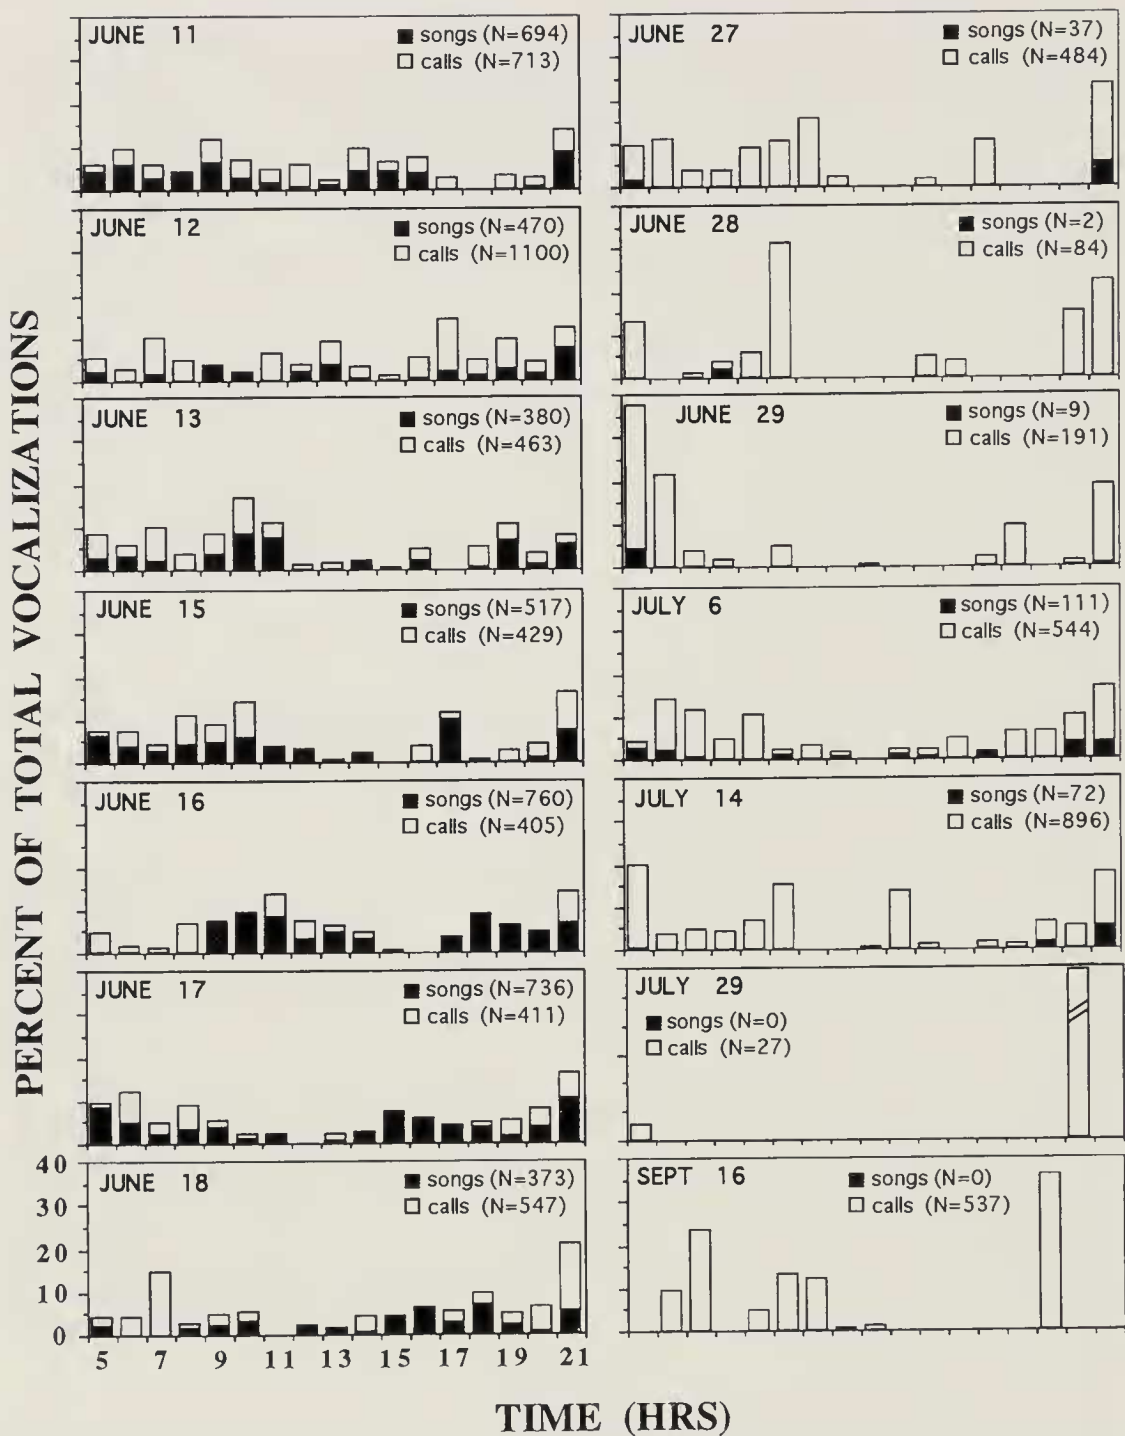 PERCENT OF TOTAL VOCALIZATIONS
JUNE 11
songs (N=694)
calls (N=713)
JUNE 12
songs (N=470)
calls (N=1100)
JUNE 13
songs (N=380)
calls (N=463)
JUNE 15
songs (N=517)
calls (N=429)
JUNE 16
songs (N=760)
calls (N=405)
JUNE 17
songs (N=736)
calls (N=411)
JUNE 18
songs (N=373)
calls (N=547)
40
30
20
10
0
5 7 9 11 13 15 17 19 21
JUNE 27
songs (N=37)
calls (N=484)
JUNE 28
songs (N=2)
calls (N=84)
JUNE 29
songs (N=9)
calls (N=191)
JULY 6
songs (N=111)
calls (N=544)
JULY 14
songs (N=72)
calls (N=896)
JULY 29
songs (N=0)
calls (N=27)
SEPT 16
songs (N=0)
calls (N=537)
TIME (HRS)